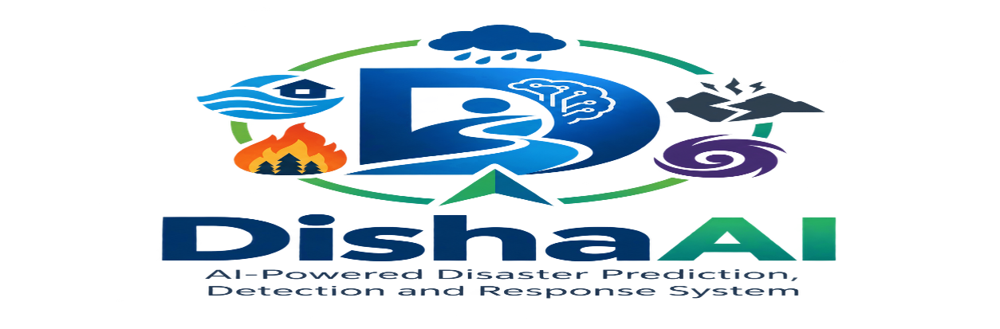 DishaAI
AI-Powered Disaster Prediction,
Detection and Response System